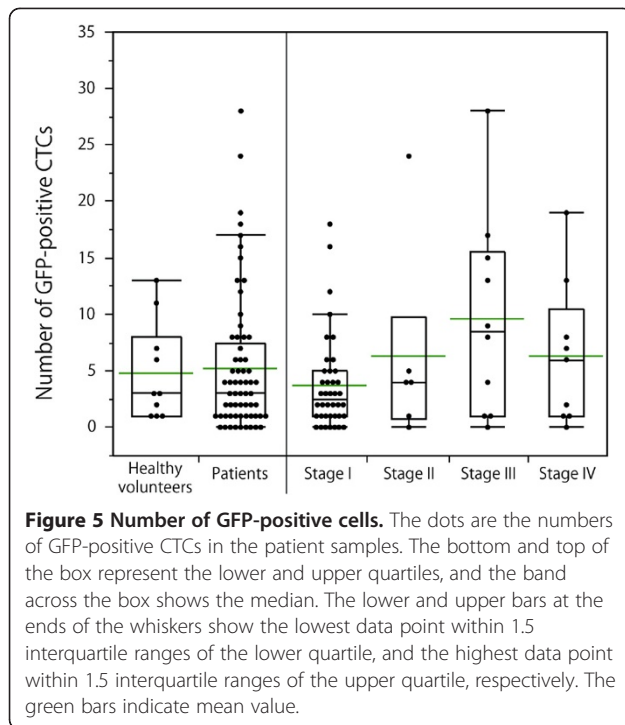 35
30
25
20
15
10
5
0
Number of GFP-positive CTCs
Healthy volunteers
Patients
Stage I
Stage II
Stage III
Stage IV
Figure 5 Number of GFP-positive cells. The dots are the numbers
of GFP-positive CTCs in the patient samples. The bottom and top of
the box represent the lower and upper quartiles, and the band
across the box shows the median. The lower and upper bars at the
ends of the whiskers show the lowest data point within 1.5
interquartile ranges of the lower quartile, and the highest data point
within 1.5 interquartile ranges of the upper quartile, respectively. The
green bars indicate mean value.